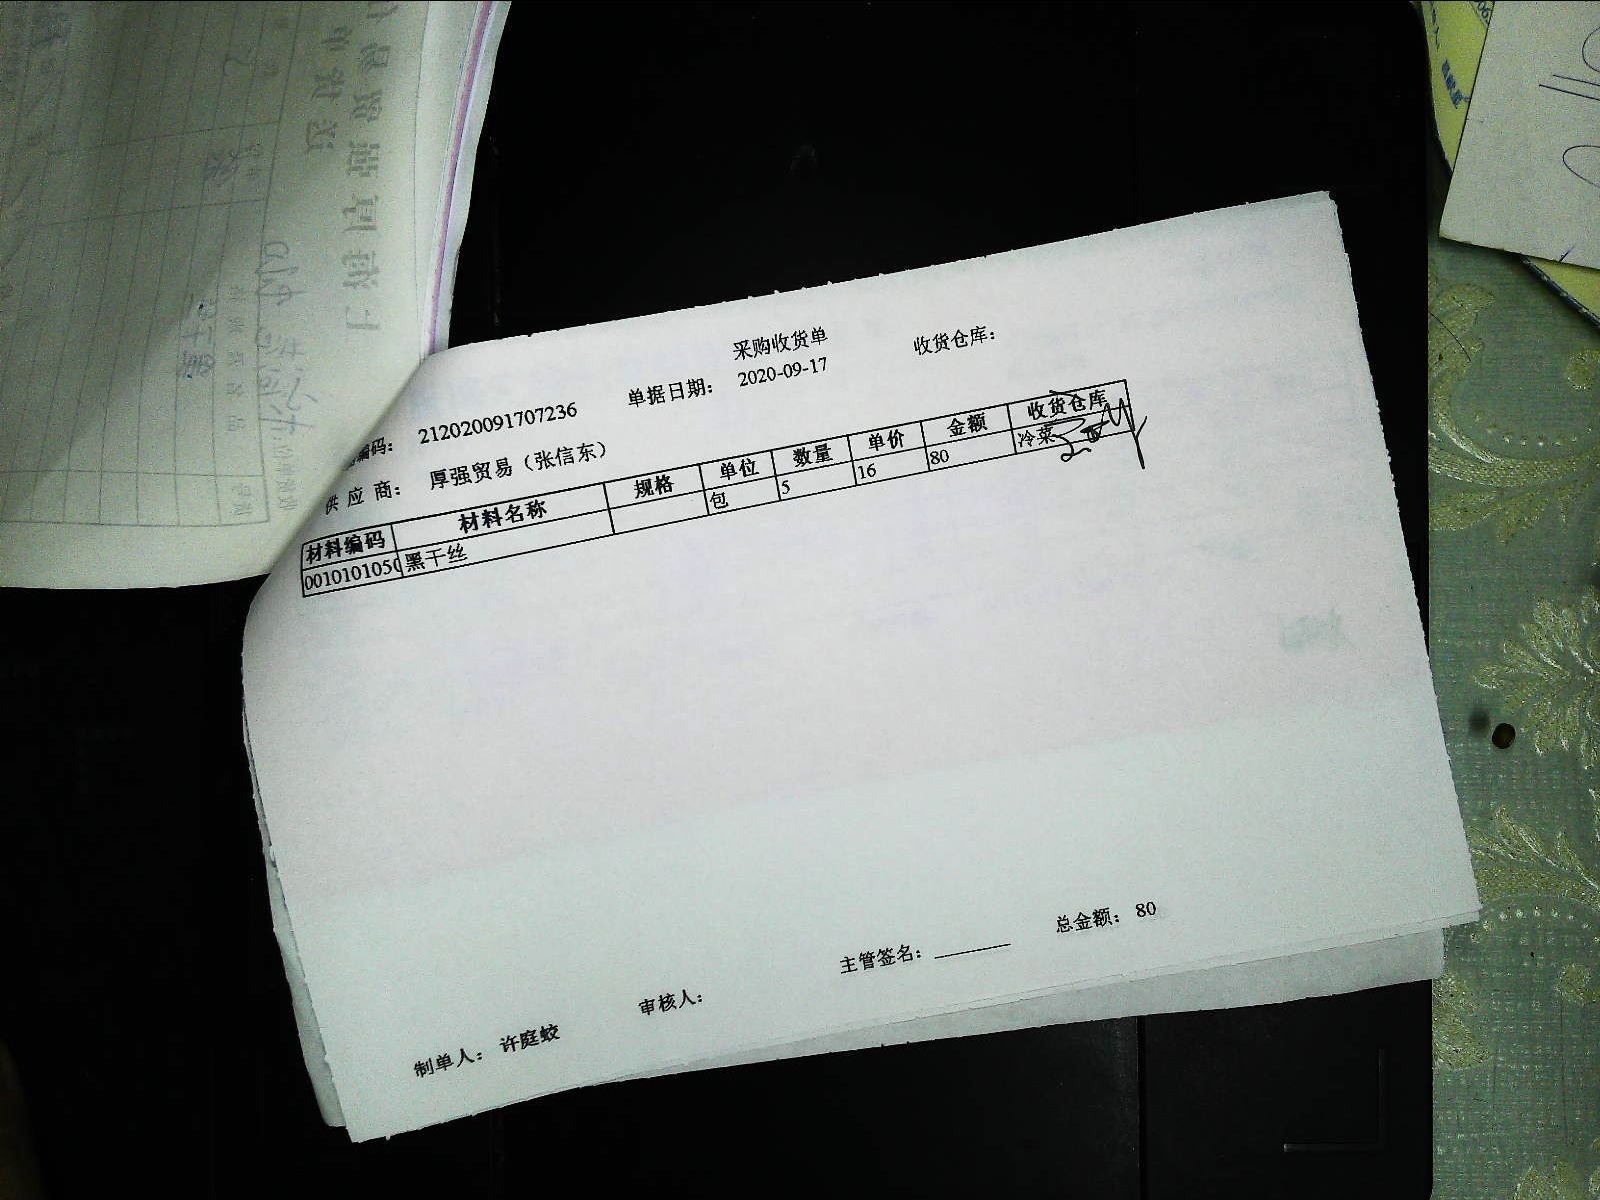 采购收货单
收货仓库：
编码： 212020091707236 单据日期： 2020-09-17
供 应 商： 厚强贸易（张信东）
材料编码 材料名称 规格 单位 数量 单价 金额 收货仓库
001010105 黑干丝 包 5 16 80 冷菜
主管签名： 总金额： 80
制单人： 许庭蛟 审核人：